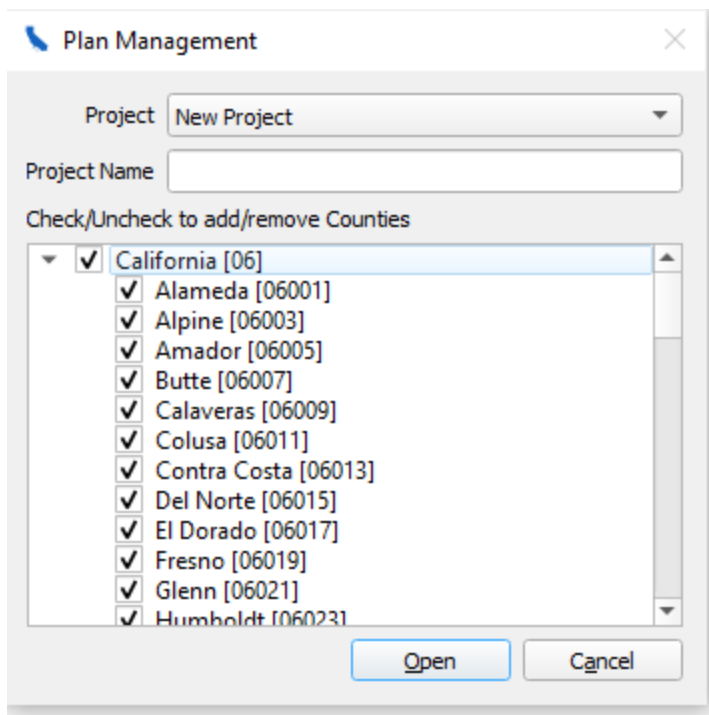 Plan Management
Project New Project
Project Name
Check/Uncheck to add/remove Counties
California [06]
Alameda [06001]
Alpine [06003]
Amador [06005]
Butte [06007]
Calaveras [06009]
Colusa [06011]
Contra Costa [06013]
Del Norte [06015]
El Dorado [06017]
Fresno [06019]
Glenn [06021]
Humboldt [06023]
Open Cancel